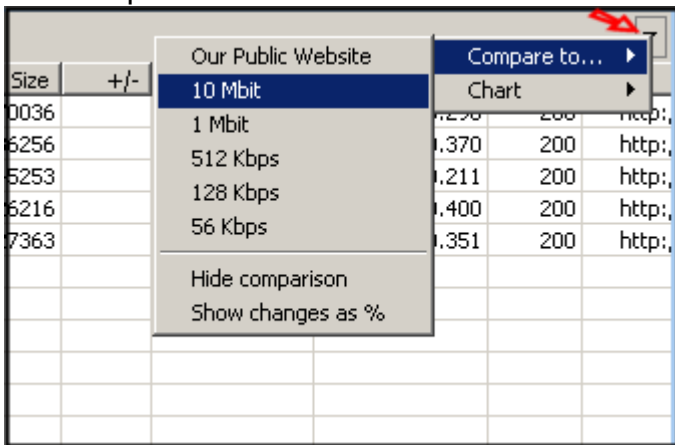 Our Public Website
Compare to...
Size
+/-
10 Mbit
Chart
0036
1 Mbit
200
6256
512 Kbps
.370
200
http:
5253
128 Kbps
.211
200
http:
6216
56 Kbps
.400
200
http:
7363
.351
200
http:
Hide comparison
Show changes as %